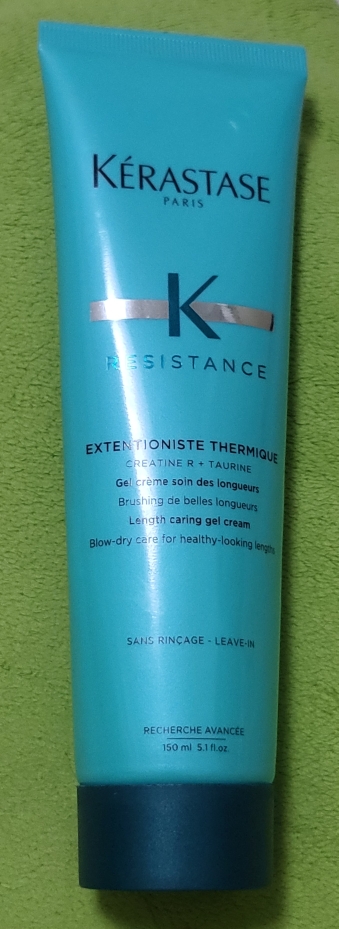 KÉRASTASE
PARIS
K
RESISTANCE
EXTENTIONISTE THERMIQUE
CREATINE R + TAURINE
Gel crème soin des longueurs
Brushing de belles longueurs
Length caring gel cream
Blow-dry care for healthy-looking lengths
SANS RINÇAGE - LEAVE-IN
RECHERCHE AVANCÉE
150 ml 5.1 fl.oz.